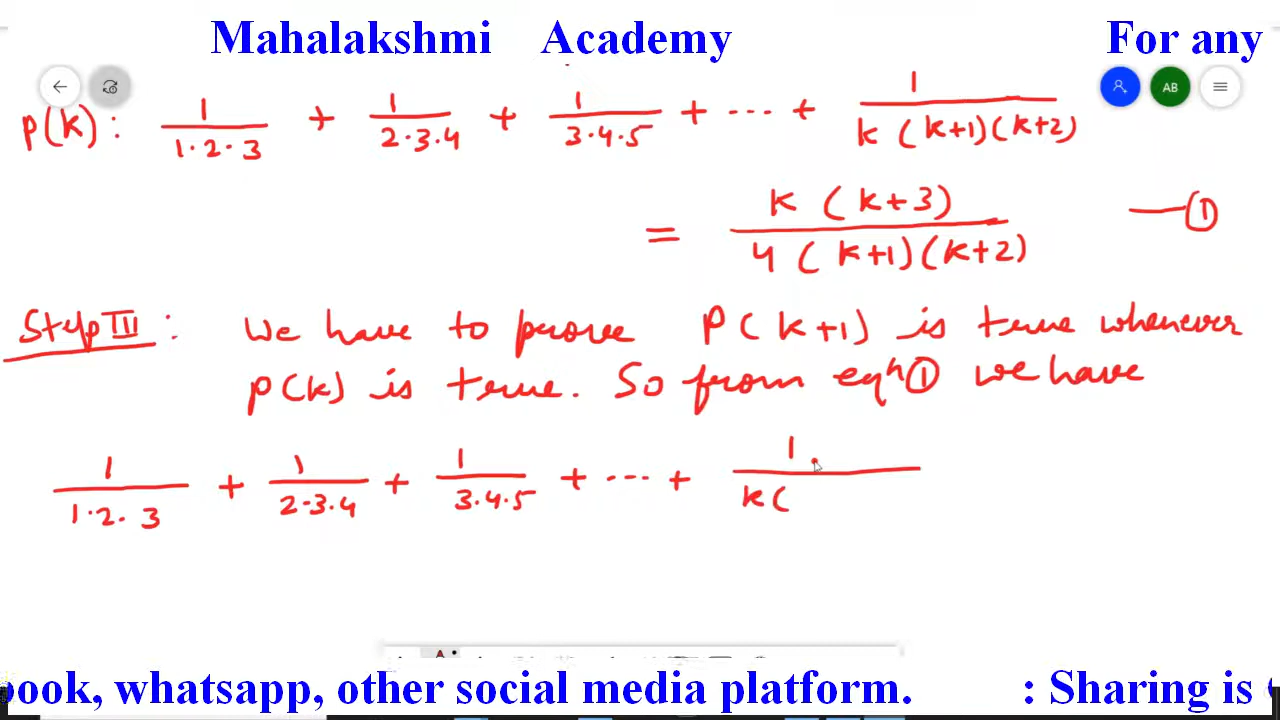 Mahalakshmi Academy For any
AB
P(k): 1/(1·2·3) + 1/(2·3·4) + 1/(3·4·5) + ... + 1/(k(k+1)(k+2))
= k(k+3)/(4(k+1)(k+2)) —①
Step III: We have to prove P(k+1) is true whenever
P(k) is true. So from eqⁿ① we have
1/(1·2·3) + 1/(2·3·4) + 1/(3·4·5) + ... + 1/(k(
book, whatsapp, other social media platform. : Sharing is